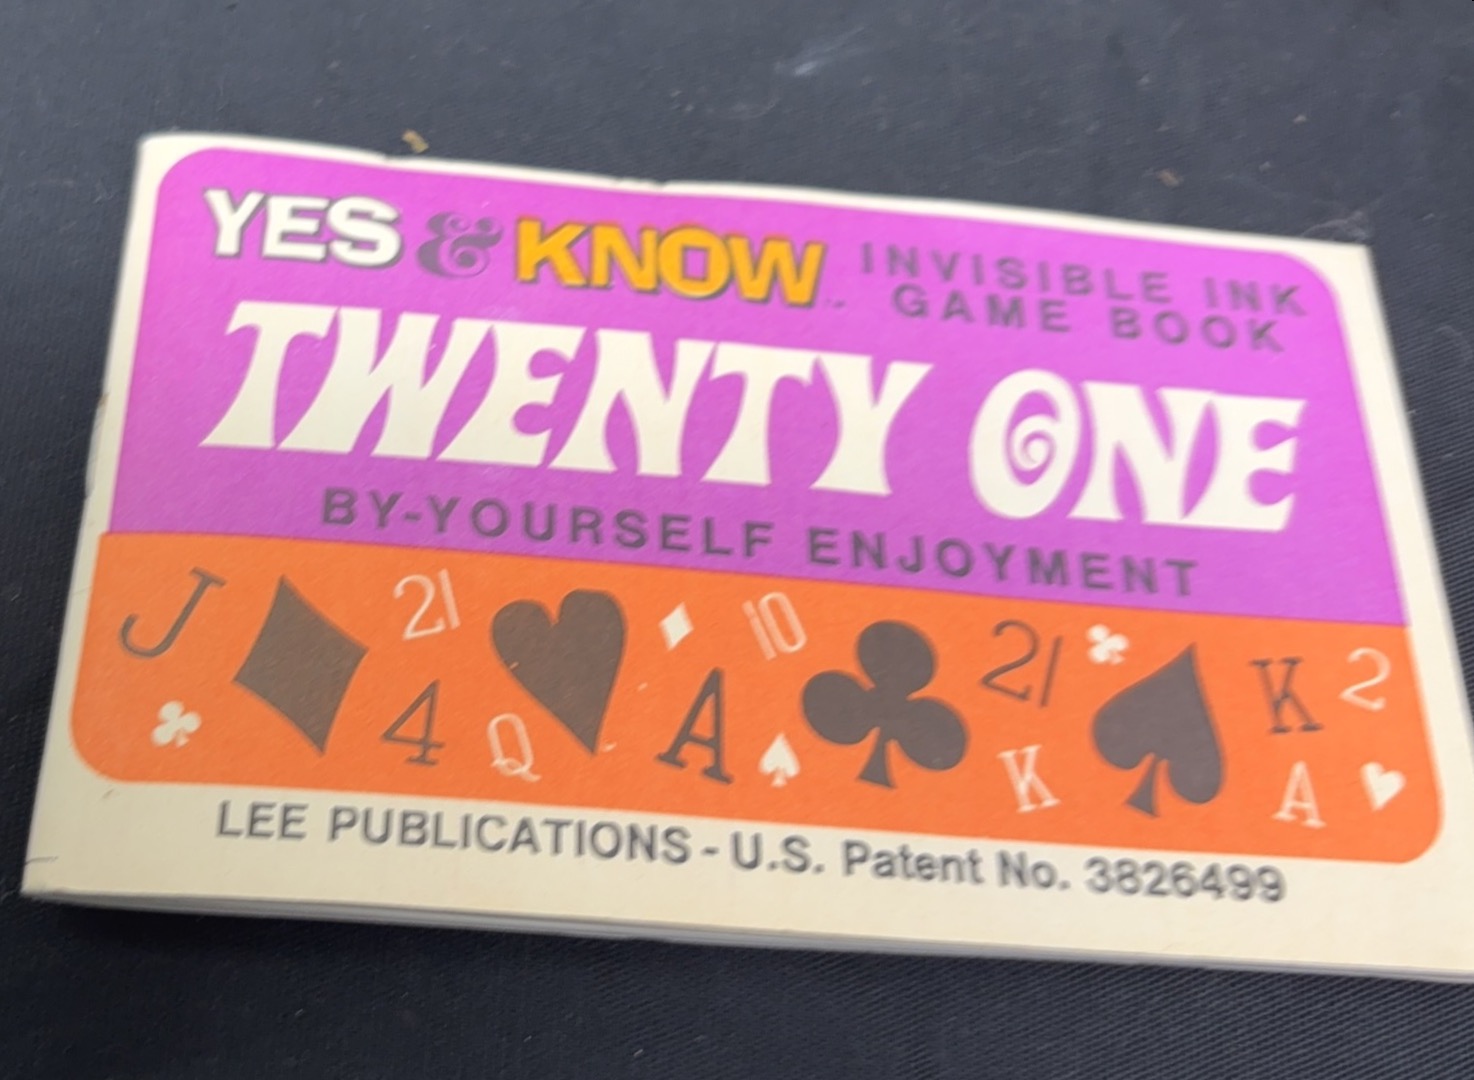 YES & KNOW™ INVISIBLE INK
GAME BOOK
TWENTY ONE
BY-YOURSELF ENJOYMENT
J 21 10 21 K 2
4 Q A K A
LEE PUBLICATIONS - U.S. Patent No. 3826499